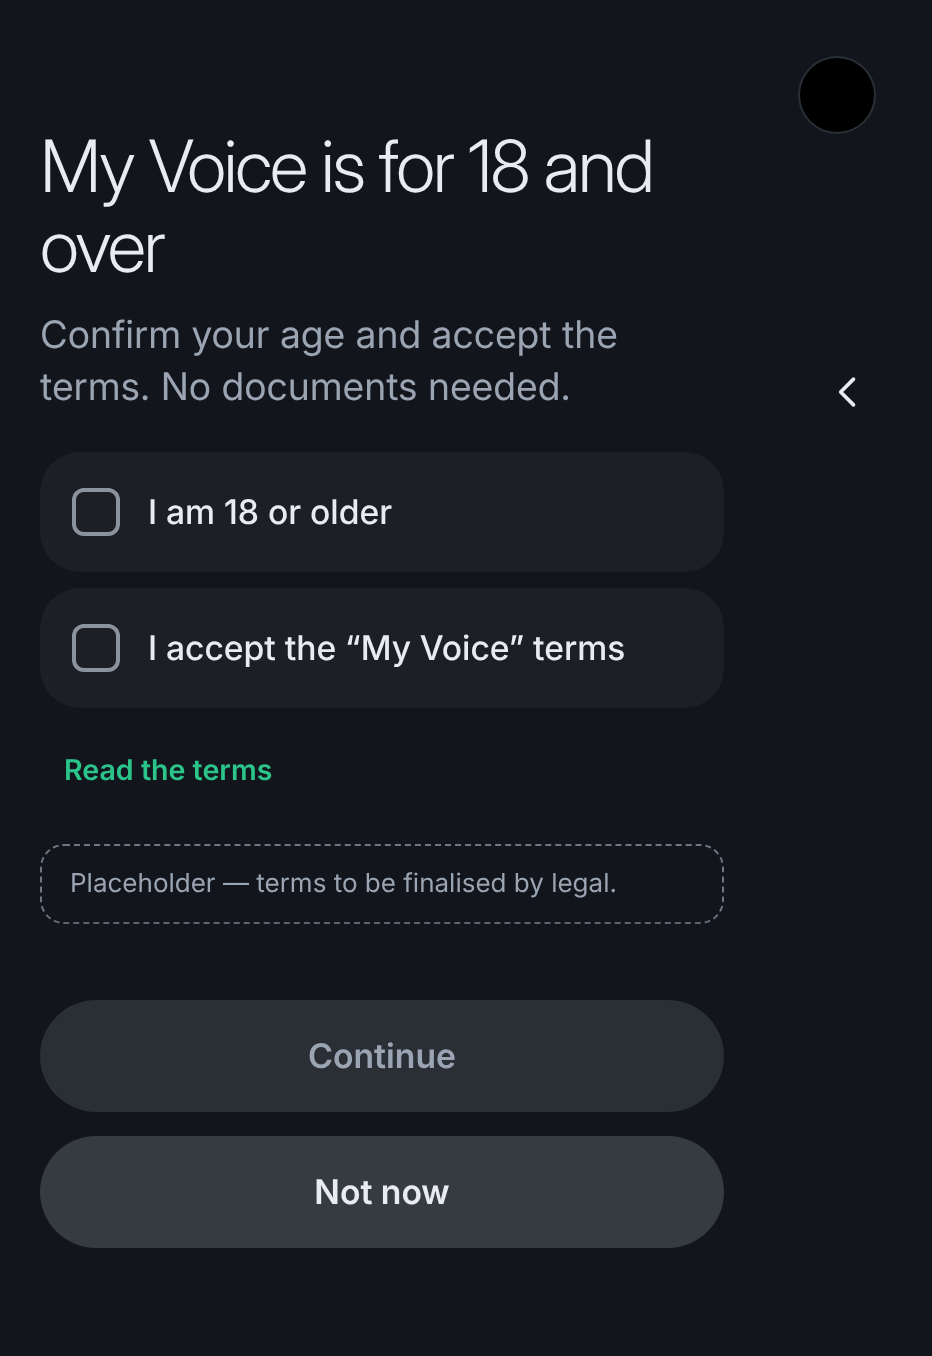 My Voice is for 18 and
over
Confirm your age and accept the
terms. No documents needed.
I am 18 or older
I accept the “My Voice” terms
Read the terms
Placeholder — terms to be finalised by legal.
Continue
Not now